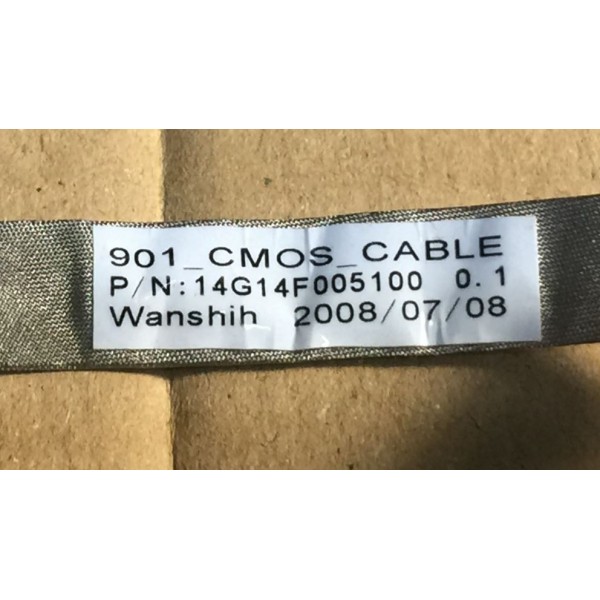 901_CMOS_CABLE
P/N:14G14F005100 0.1
Wanshih 2008/07/08